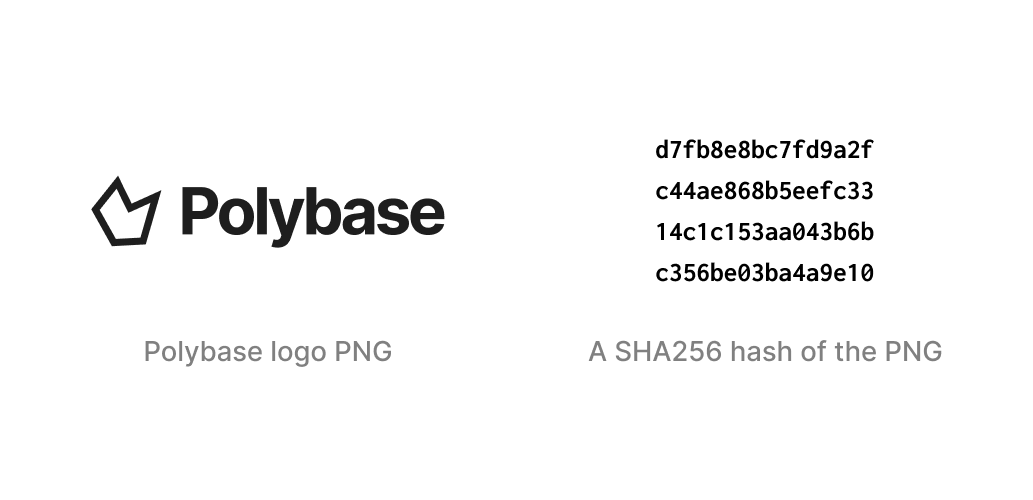 Polybase
Polybase logo PNG
d7fb8e8bc7fd9a2f
c44ae868b5eefc33
14c1c153aa043b6b
c356be03ba4a9e10
A SHA256 hash of the PNG